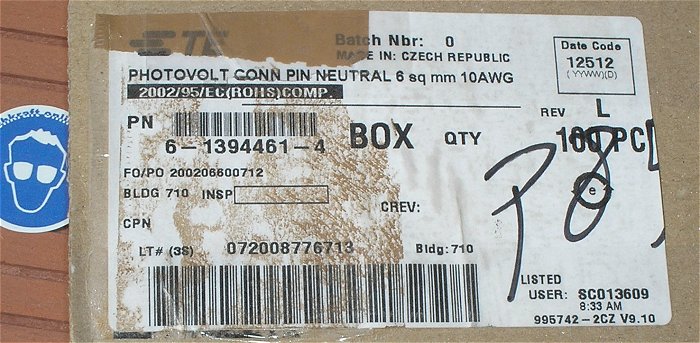 TE
Batch Nbr: 0
MADE IN CZECH REPUBLIC
Date Code
12512
(YYWW)(D)
PHOTOVOLT CONN PIN NEUTRAL 6 sq mm 10AWG
2002/95/EC(ROHS)COMP.
REV L
PN
6-1394461-4
BOX QTY 100 PC
P8
e
FO/PO 200206600712
BLDG 710 INSP
CREV:
CPN
LT# (3S) 072008776713 Bldg:710
LISTED
USER: SC013609
8:33 AM
995742-2CZ V9.10